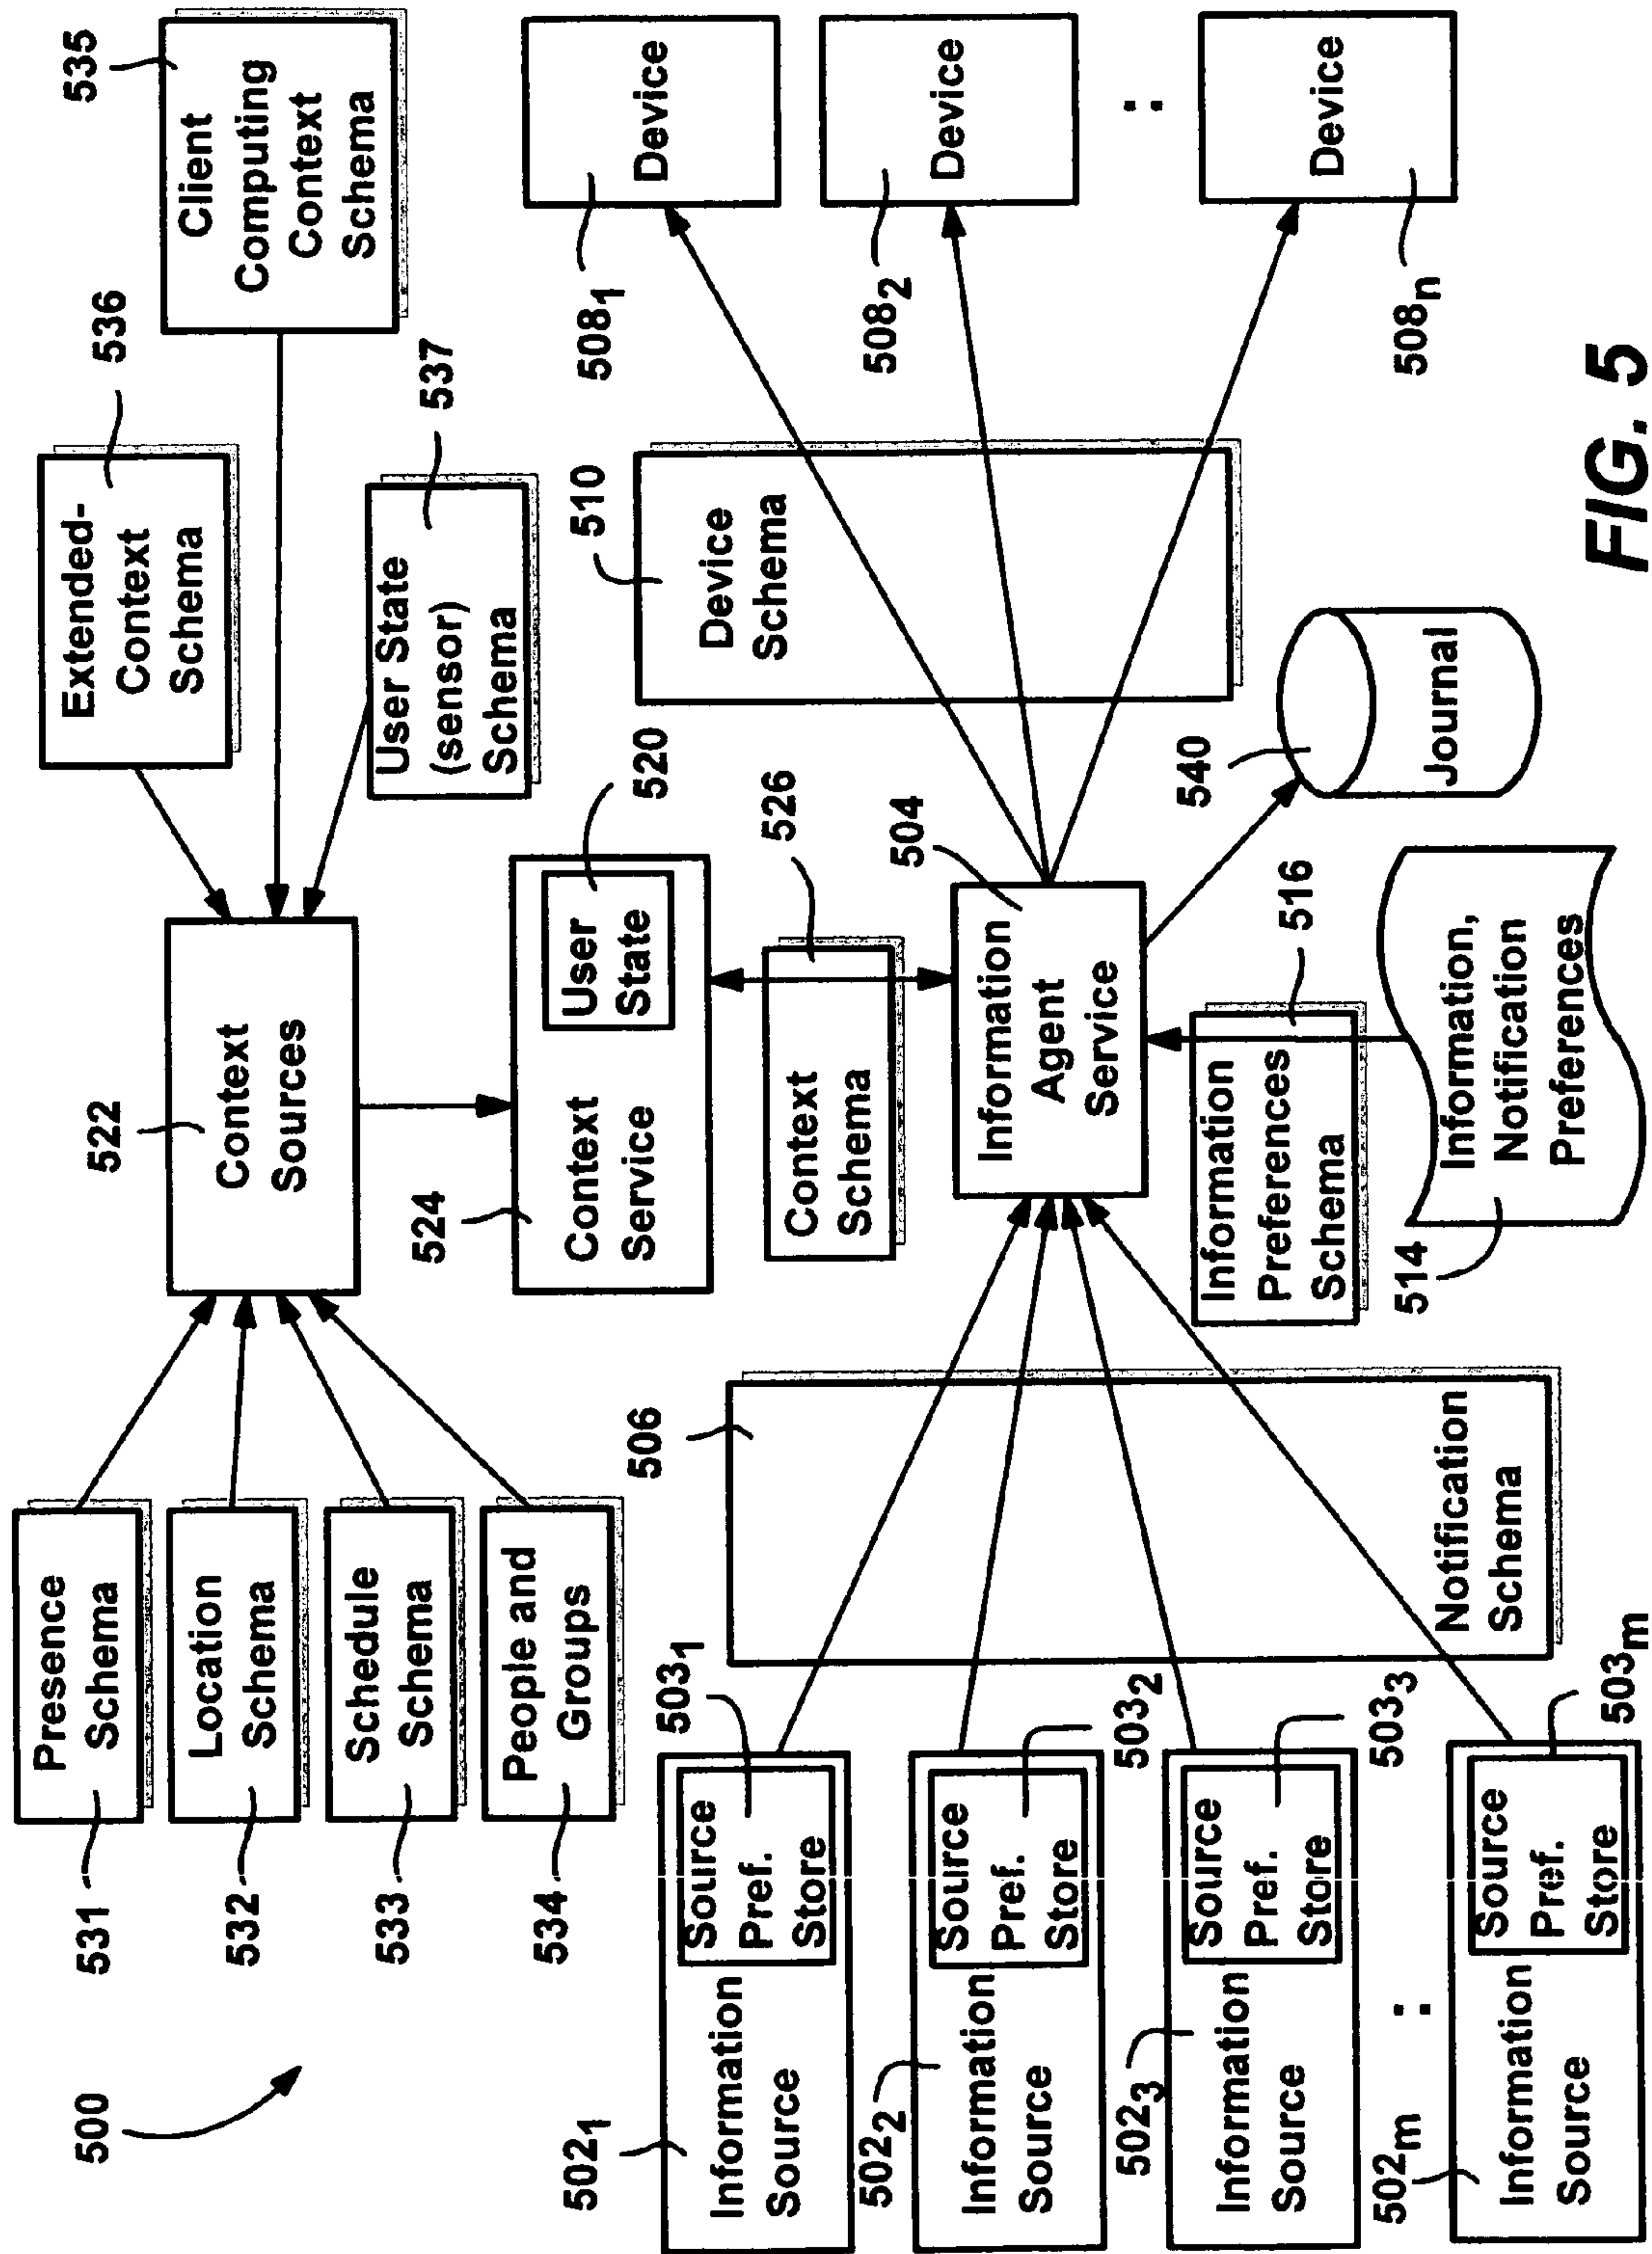 500
531
Presence
Schema
532
Location
Schema
533
Schedule
Schema
534
People and
Groups
522
Context
Sources
536
Extended-
Context
Schema
535
Client
Computing
Context
Schema
537
User State
(sensor)
Schema
524
Context
Service
520
User
State
526
Context
Schema
502₁
Information
Source
503₁
Source
Pref.
Store
502₂
Information
Source
503₂
Source
Pref.
Store
502₃
Information
Source
503₃
Source
Pref.
Store
:
502m
Information
Source
503m
Source
Pref.
Store
506
Notification
Schema
504
Information
Agent
Service
516
Information
Preferences
Schema
514
Information,
Notification
Preferences
540
Journal
510
Device
Schema
508₁
Device
508₂
Device
:
508n
Device
FIG. 5